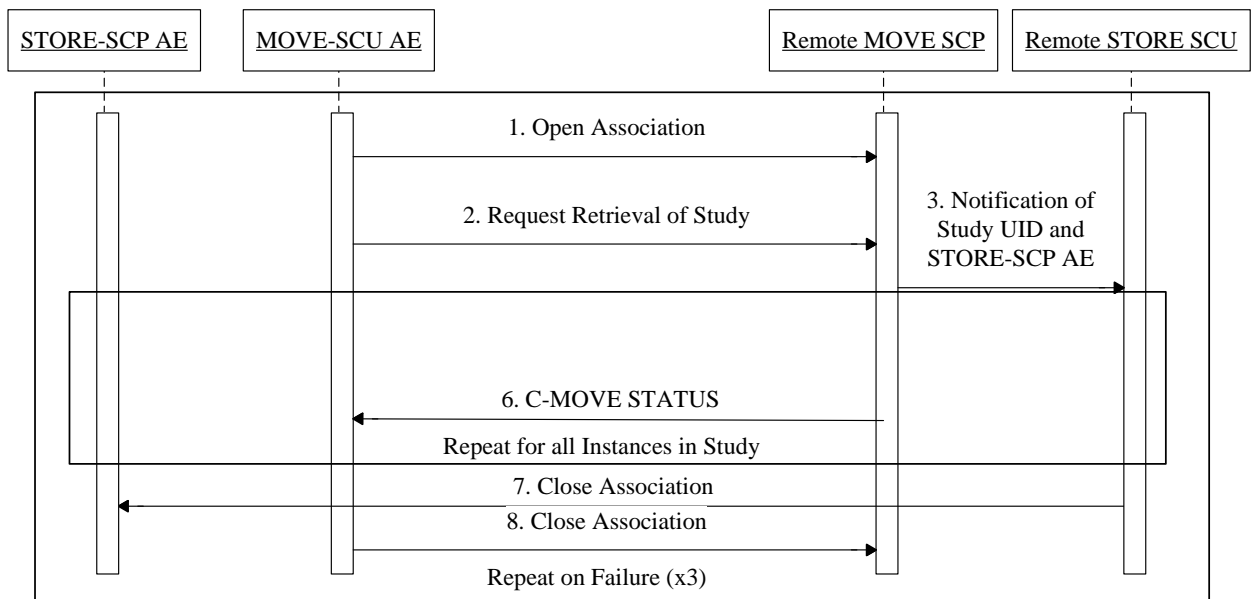 STORE-SCP AE
MOVE-SCU AE
Remote MOVE SCP
Remote STORE SCU
1. Open Association
2. Request Retrieval of Study
3. Notification of
Study UID and
STORE-SCP AE
6. C-MOVE STATUS
Repeat for all Instances in Study
7. Close Association
8. Close Association
Repeat on Failure (x3)